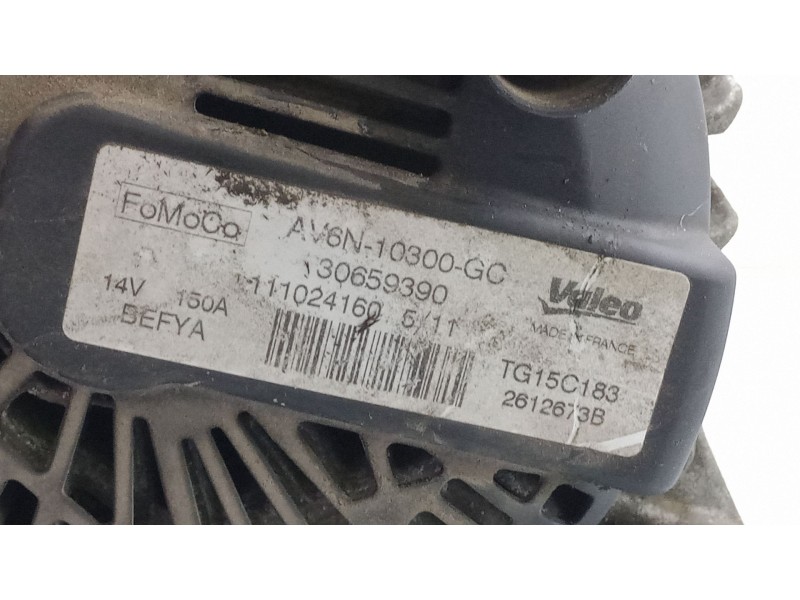 FoMoCo
AV6N-10300-GC
130659390
111024160 5/11
14V 150A
BEFYA
Valeo
MADE IN FRANCE
TG15C183
2612673B